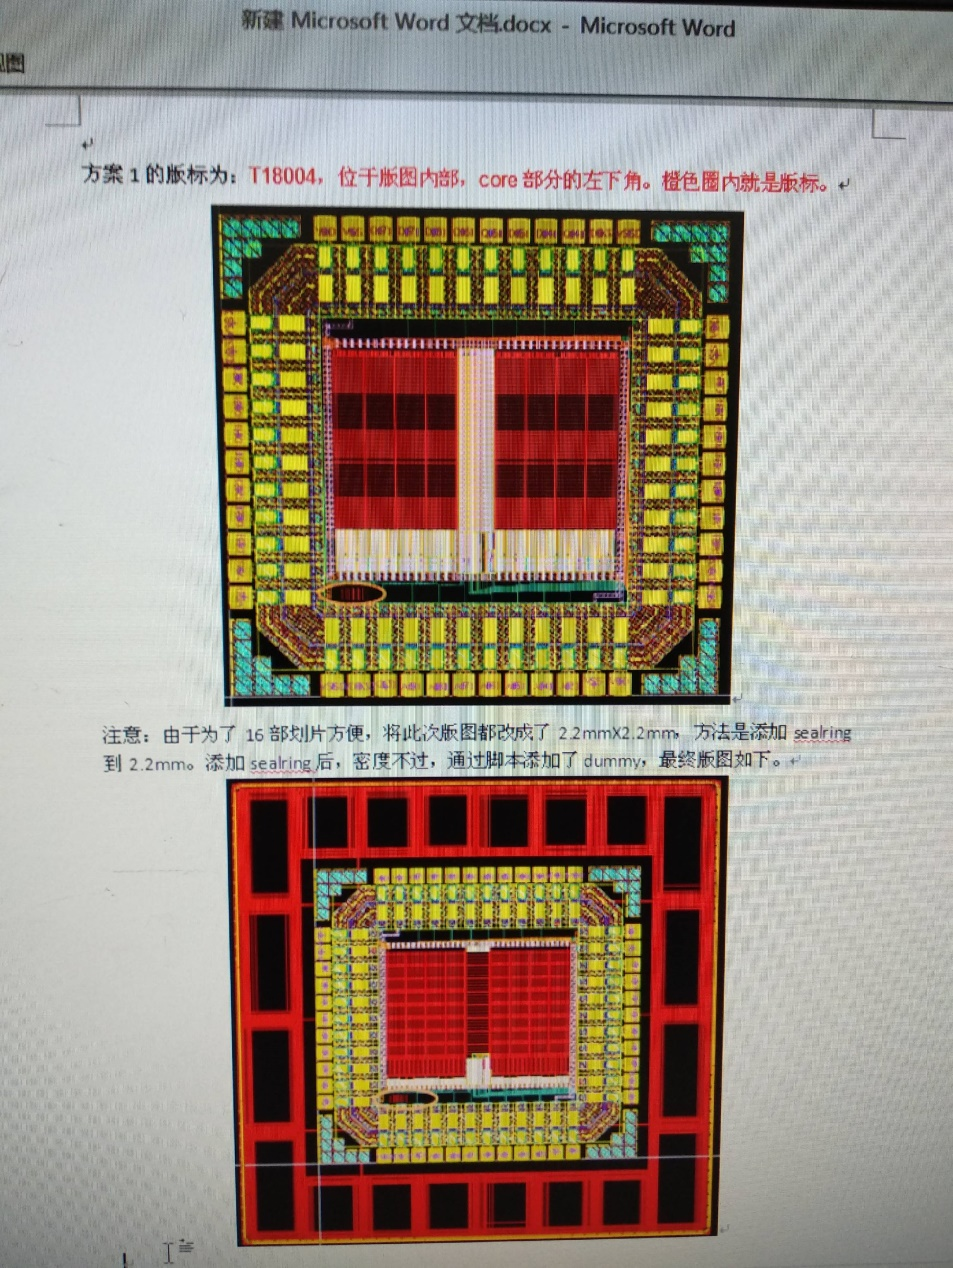 新建 Microsoft Word 文档.docx - Microsoft Word
图
方案 1 的版标为：T18004，位于版图内部，core 部分的左下角。橙色圈内就是版标。
注意：由于为了 16 部划片方便，将此次版图都改成了 2.2mmX2.2mm，方法是添加 sealring
到 2.2mm。添加 sealring 后，密度不过，通过脚本添加了 dummy，最终版图如下。